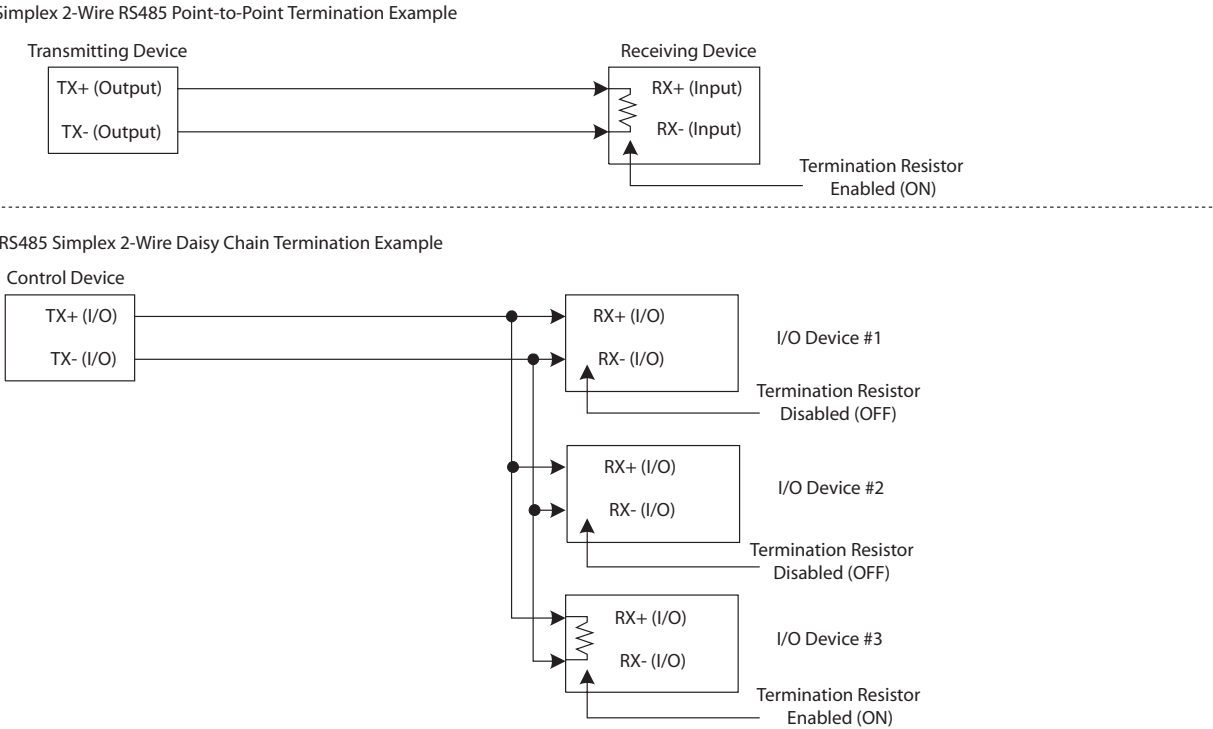 Simplex 2-Wire RS485 Point-to-Point Termination Example
Transmitting Device
TX+ (Output)
TX- (Output)
Receiving Device
RX+ (Input)
RX- (Input)
Termination Resistor
Enabled (ON)
RS485 Simplex 2-Wire Daisy Chain Termination Example
Control Device
TX+ (I/O)
TX- (I/O)
RX+ (I/O)
RX- (I/O)
I/O Device #1
Termination Resistor
Disabled (OFF)
RX+ (I/O)
RX- (I/O)
I/O Device #2
Termination Resistor
Disabled (OFF)
RX+ (I/O)
RX- (I/O)
I/O Device #3
Termination Resistor
Enabled (ON)